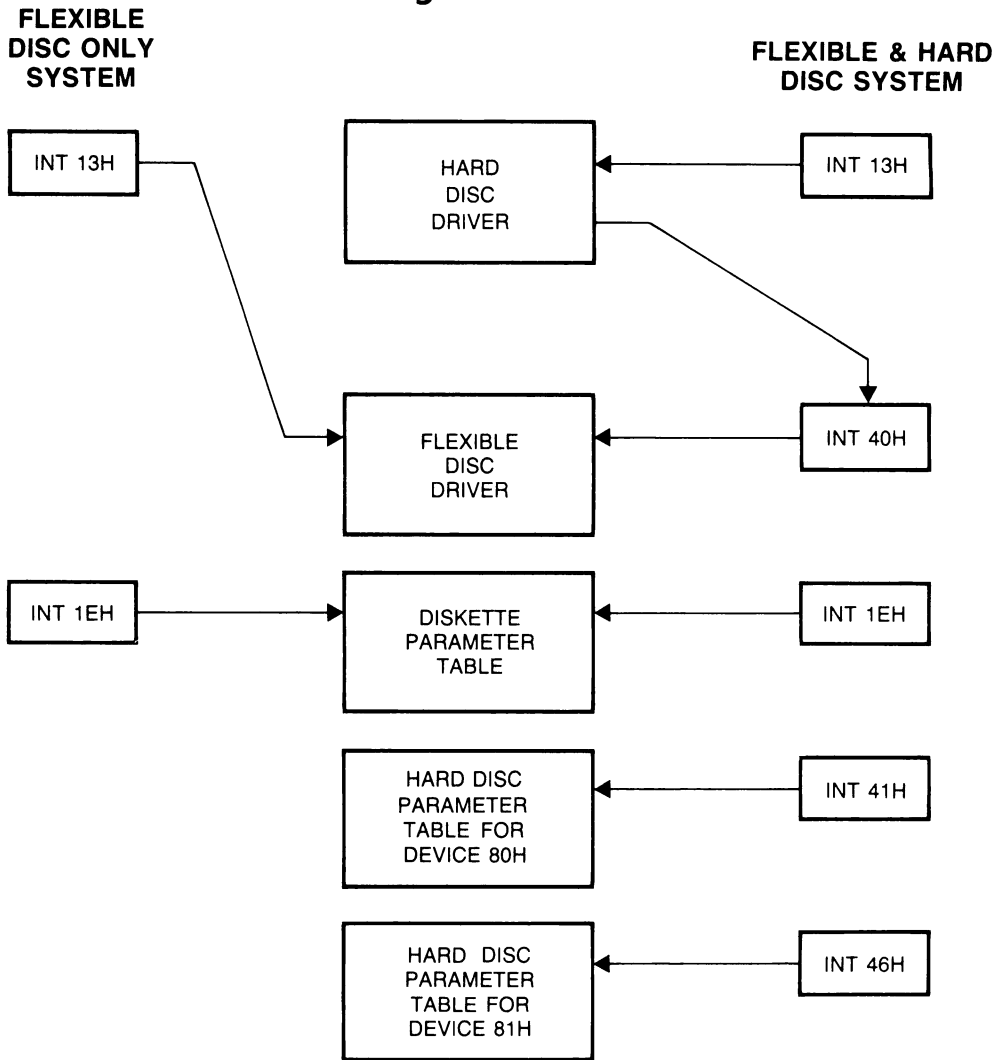 FLEXIBLE
DISC ONLY
SYSTEM
FLEXIBLE & HARD
DISC SYSTEM
INT 13H
HARD
DISC
DRIVER
INT 13H
FLEXIBLE
DISC
DRIVER
INT 40H
INT 1EH
DISKETTE
PARAMETER
TABLE
INT 1EH
HARD DISC
PARAMETER
TABLE FOR
DEVICE 80H
INT 41H
HARD DISC
PARAMETER
TABLE FOR
DEVICE 81H
INT 46H